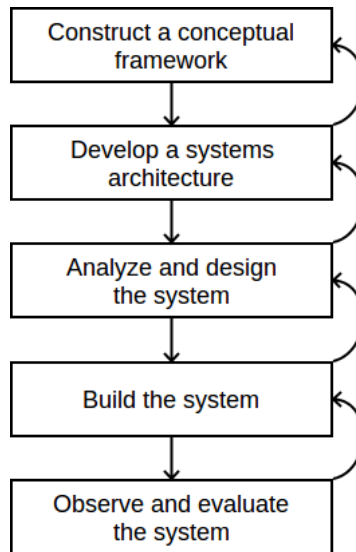 Construct a conceptual
framework
Develop a systems
architecture
Analyze and design
the system
Build the system
Observe and evaluate
the system